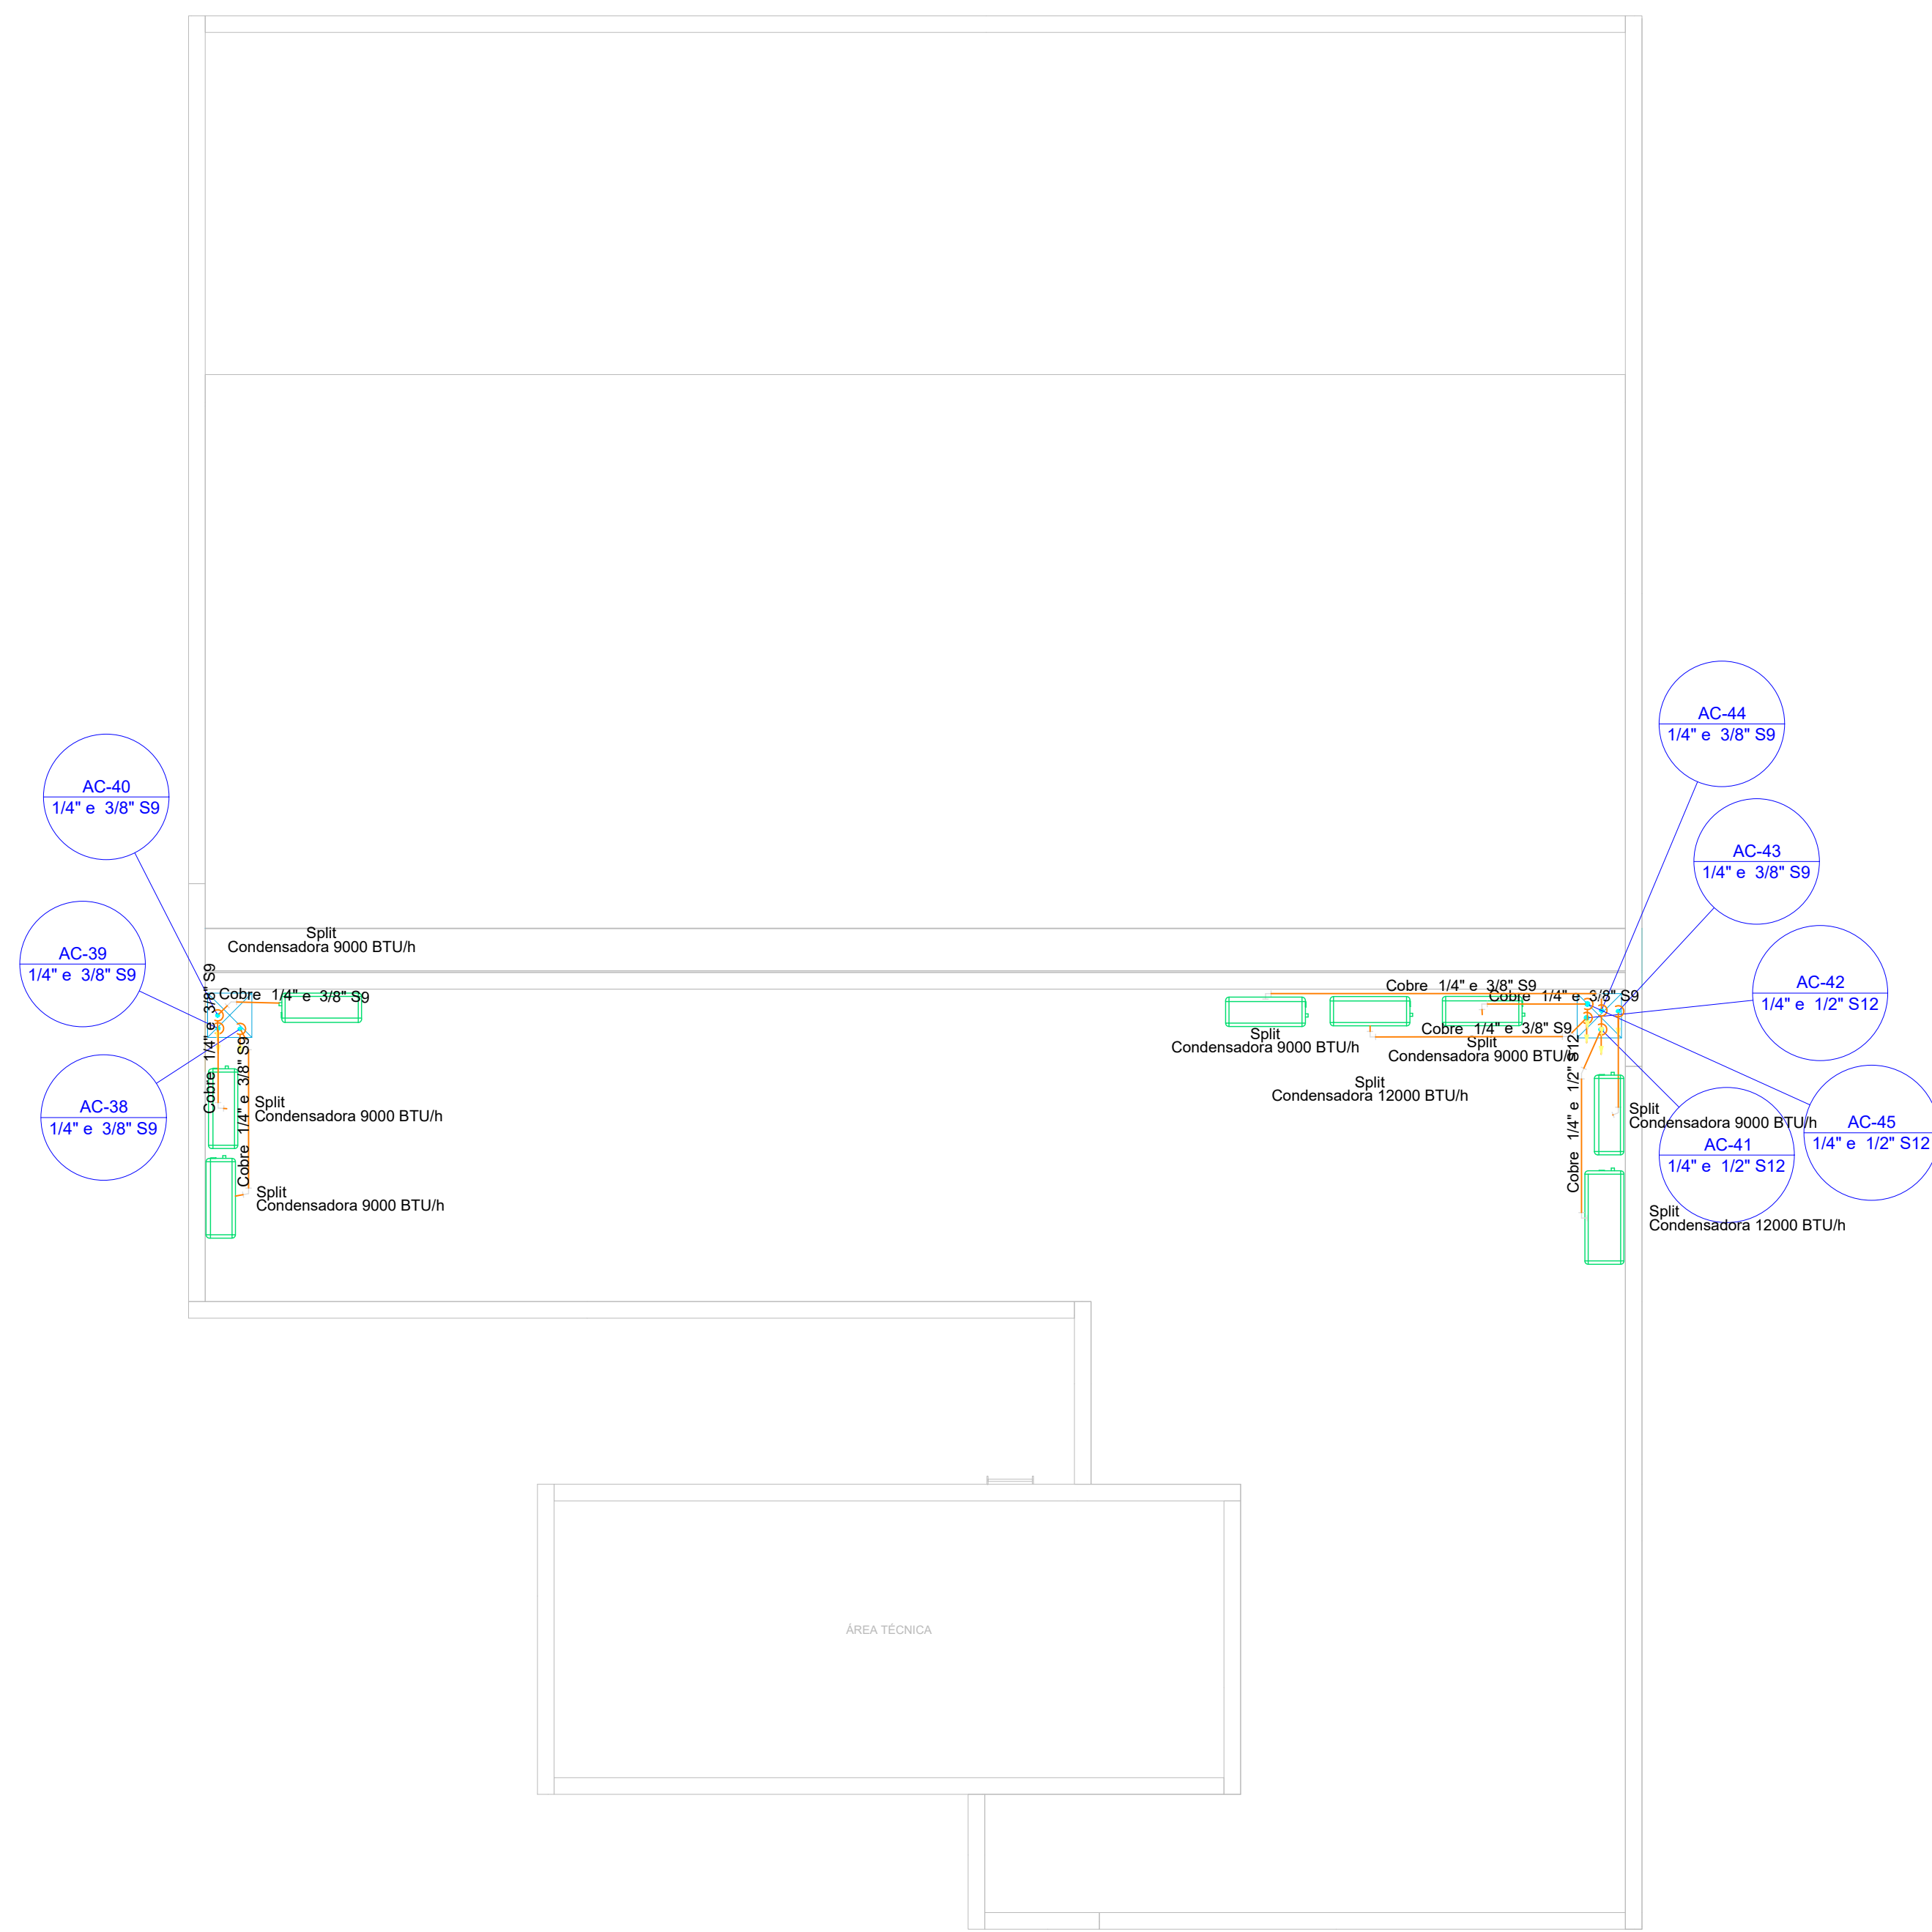 AC-44
1/4" e  3/8" S9
AC-40
1/4" e  3/8" S9
AC-43
1/4" e  3/8" S9
Split
Condensadora 9000 BTU/h
AC-39
1/4" e  3/8" S9
AC-42
1/4" e  1/2" S12
Cobre  1/4" e  3/8" S9
Cobre  1/4" e  3/8" S9
Cobre  1/4" e  3/8" S9
Cobre  1/4" e  3/8" S9
Cobre  1/4" e  3/8" S9
Cobre  1/4" e  3/8" S9
Split
Condensadora 9000 BTU/h
Split
Condensadora 9000 BTU/h
Split
Condensadora 12000 BTU/h
Cobre  1/4" e  1/2" S12
AC-38
1/4" e  3/8" S9
Split
Condensadora 9000 BTU/h
Split
Condensadora 9000 BTU/h
AC-45
1/4" e  1/2" S12
AC-41
1/4" e  1/2" S12
Split
Condensadora 9000 BTU/h
Split
Condensadora 12000 BTU/h
ÁREA TÉCNICA